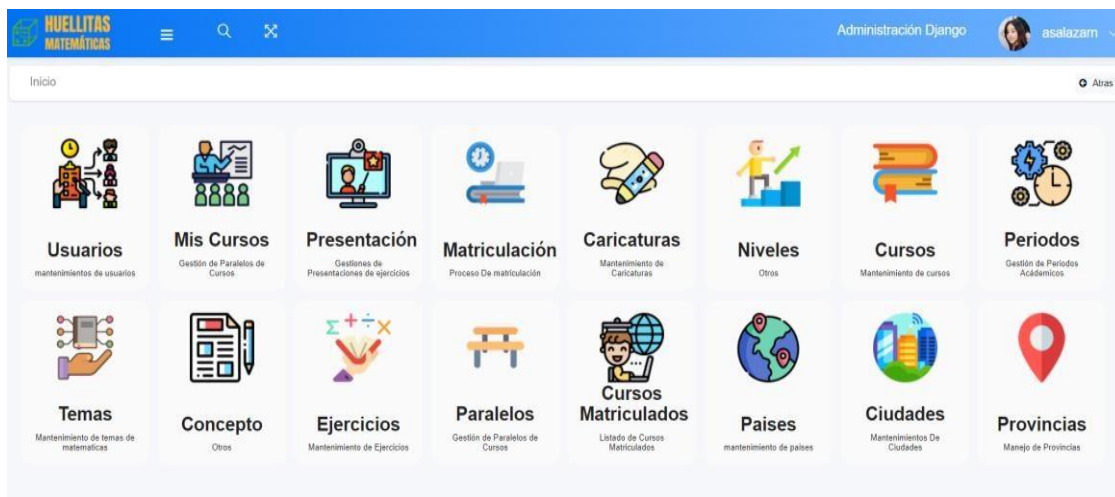 HUELLITAS
MATEMÁTICAS
Administración Django
asalazam
Inicio
Atras
Usuarios
mantenimientos de usuarios
Mis Cursos
Gestión de Paralelos de
Cursos
Presentación
Gestiones de
Presentaciones de ejercicios
Matriculación
Proceso De matriculación
Caricaturas
Mantenimiento de
Caricaturas
Niveles
Otros
Cursos
Mantenimiento de cursos
Periodos
Gestión de Periodos
Acádemicos
Temas
Mantenimiento de temas de
matematicas
Concepto
Otros
Ejercicios
Mantenimiento de Ejercicios
Paralelos
Gestión de Paralelos de
Cursos
Cursos
Matriculados
Listado de Cursos
Matriculados
Paises
mantenimiento de paises
Ciudades
Mantenimientos De
Ciudades
Provincias
Manejo de Provincias